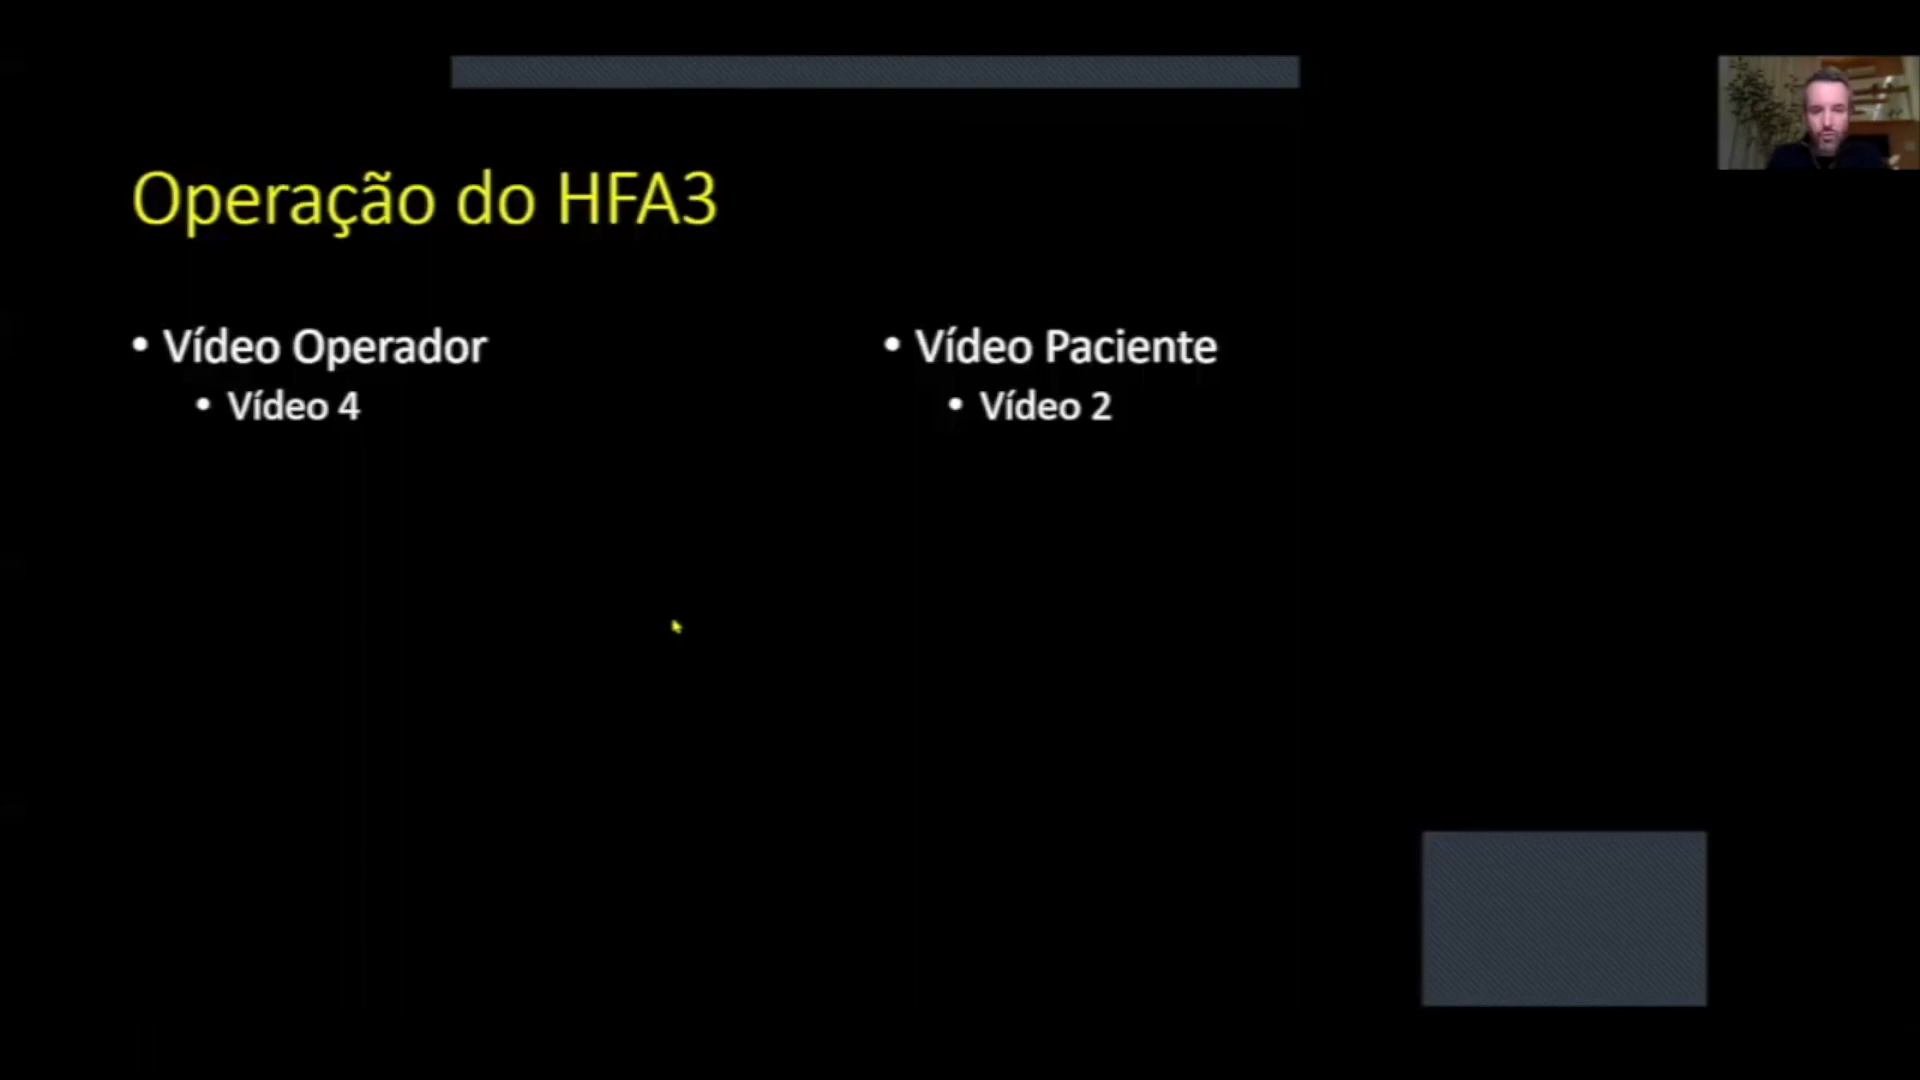 Operação do HFA3
• Vídeo Operador
• Vídeo 4
• Vídeo Paciente
• Vídeo 2